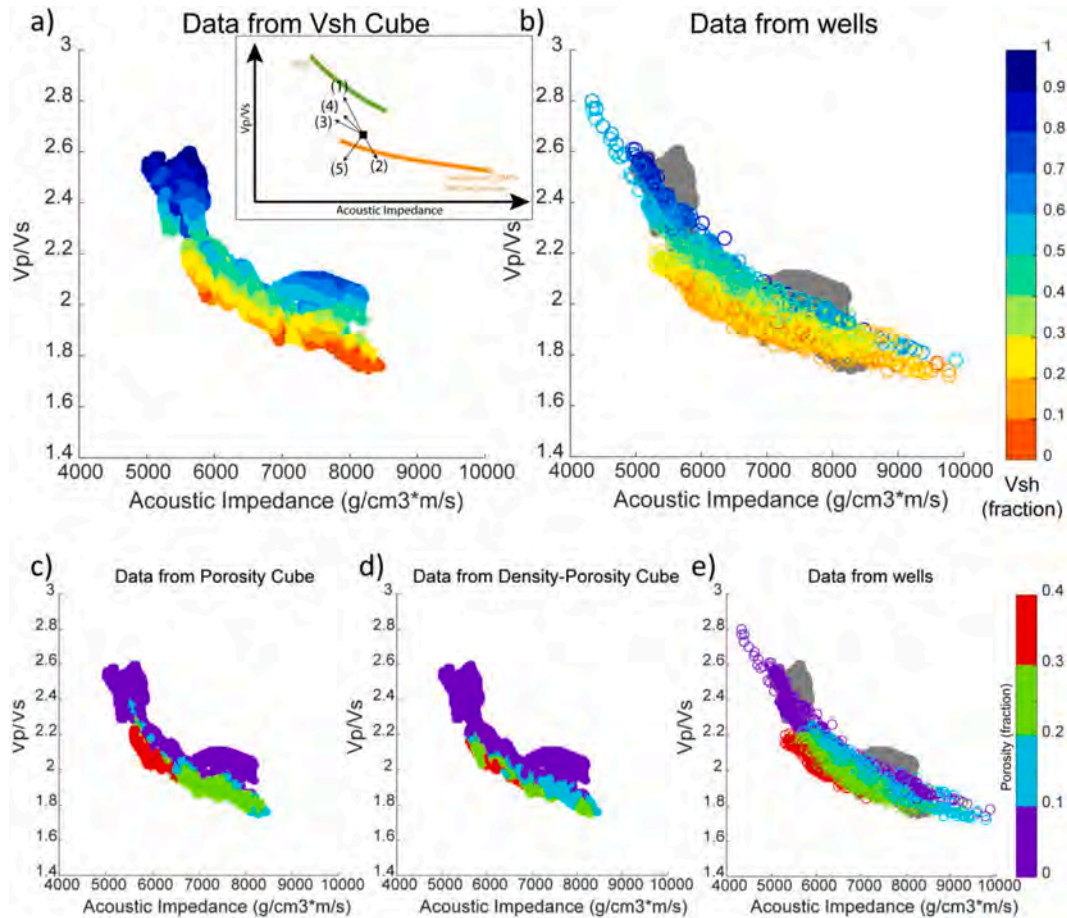 a)
Data from Vsh Cube
3
2.8
2.6
2.4
2.2
2
1.8
1.6
1.4
Vp/Vs
4000 5000 6000 7000 8000 9000 10000
Acoustic Impedance (g/cm3*m/s)
Vp/Vs
(1)
(4)
(3)
(5)
(2)
Acoustic Impedance
b)
Data from wells
3
2.8
2.6
2.4
2.2
2
1.8
1.6
1.4
Vp/Vs
4000 5000 6000 7000 8000 9000 10000
Acoustic Impedance (g/cm3*m/s)
1
0.9
0.8
0.7
0.6
0.5
0.4
0.3
0.2
0.1
0
Vsh
(fraction)
c)
Data from Porosity Cube
3
2.8
2.6
2.4
2.2
2
1.8
1.6
1.4
Vp/Vs
4000 5000 6000 7000 8000 9000 10000
Acoustic Impedance (g/cm3*m/s)
d)
Data from Density-Porosity Cube
3
2.8
2.6
2.4
2.2
2
1.8
1.6
1.4
Vp/Vs
4000 5000 6000 7000 8000 9000 10000
Acoustic Impedance (g/cm3*m/s)
e)
Data from wells
3
2.8
2.6
2.4
2.2
2
1.8
1.6
1.4
Vp/Vs
4000 5000 6000 7000 8000 9000 10000
Acoustic Impedance (g/cm3*m/s)
0.4
0.3
0.2
0.1
0
Porosity (fraction)